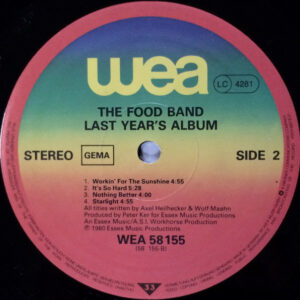 wea
LC 4281
THE FOOD BAND
LAST YEAR'S ALBUM
STEREO GEMA SIDE 2
1. Workin' For The Sunshine 4:55
2. It's So Hard 5:28
3. Nothing Better 4:00
4. Starlight 4:55
All titles written by Axel Heilhecker & Wolf Maahn
Produced by Peter Ker for Essex Music Productions
An Essex Music/A.S.I. Workhorse Production
Ⓟ 1980 Essex Music Productions
WEA 58 155
(58 155-B)
33